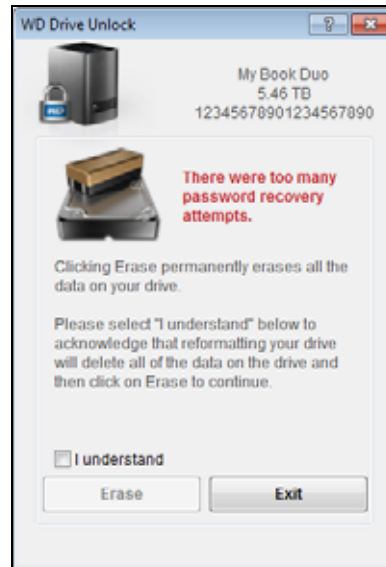 WD Drive Unlock
?
My Book Duo
5.46 TB
12345678901234567890
There were too many
password recovery
attempts.
Clicking Erase permanently erases all the
data on your drive.
Please select "I understand" below to
acknowledge that reformatting your drive
will delete all of the data on the drive and
then click on Erase to continue.
I understand
Erase
Exit